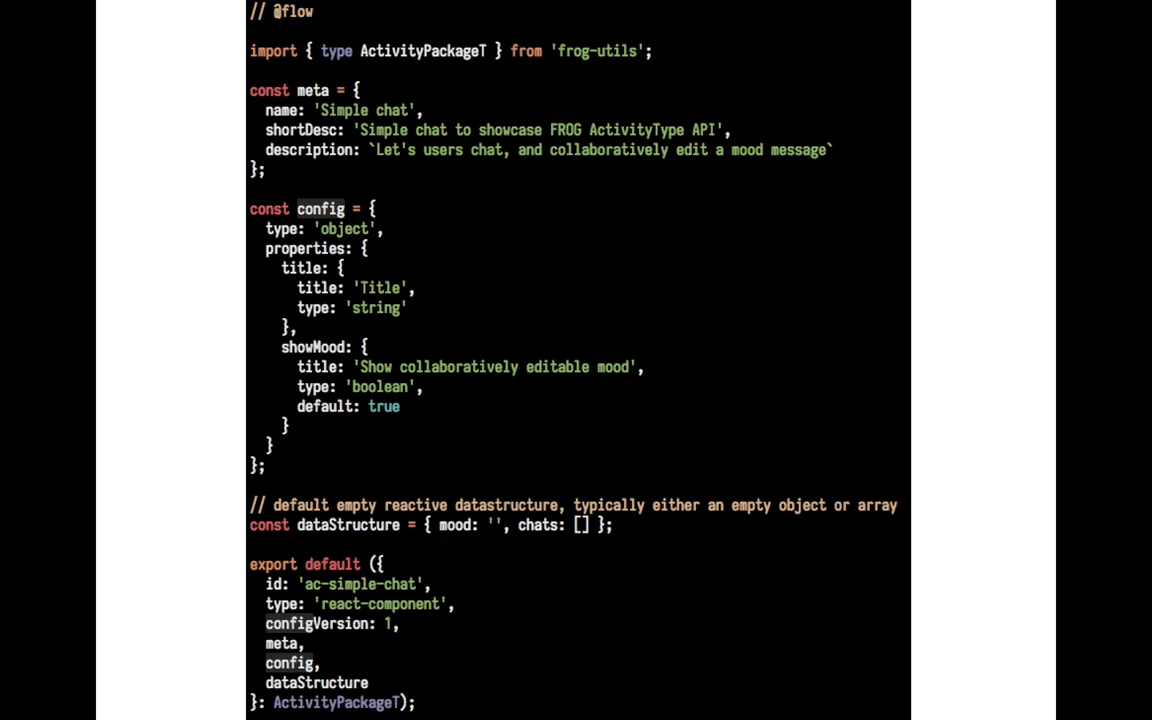 // @flow
import { type ActivityPackageT } from 'frog-utils';
const meta = {
  name: 'Simple chat',
  shortDesc: 'Simple chat to showcase FROG ActivityType API',
  description: `Let's users chat, and collaboratively edit a mood message`
};
const config = {
  type: 'object',
  properties: {
    title: {
      title: 'Title',
      type: 'string'
    },
    showMood: {
      title: 'Show collaboratively editable mood',
      type: 'boolean',
      default: true
    }
  }
};
// default empty reactive datastructure, typically either an empty object or array
const dataStructure = { mood: '', chats: [] };
export default ({
  id: 'ac-simple-chat',
  type: 'react-component',
  configVersion: 1,
  meta,
  config,
  dataStructure
}: ActivityPackageT);